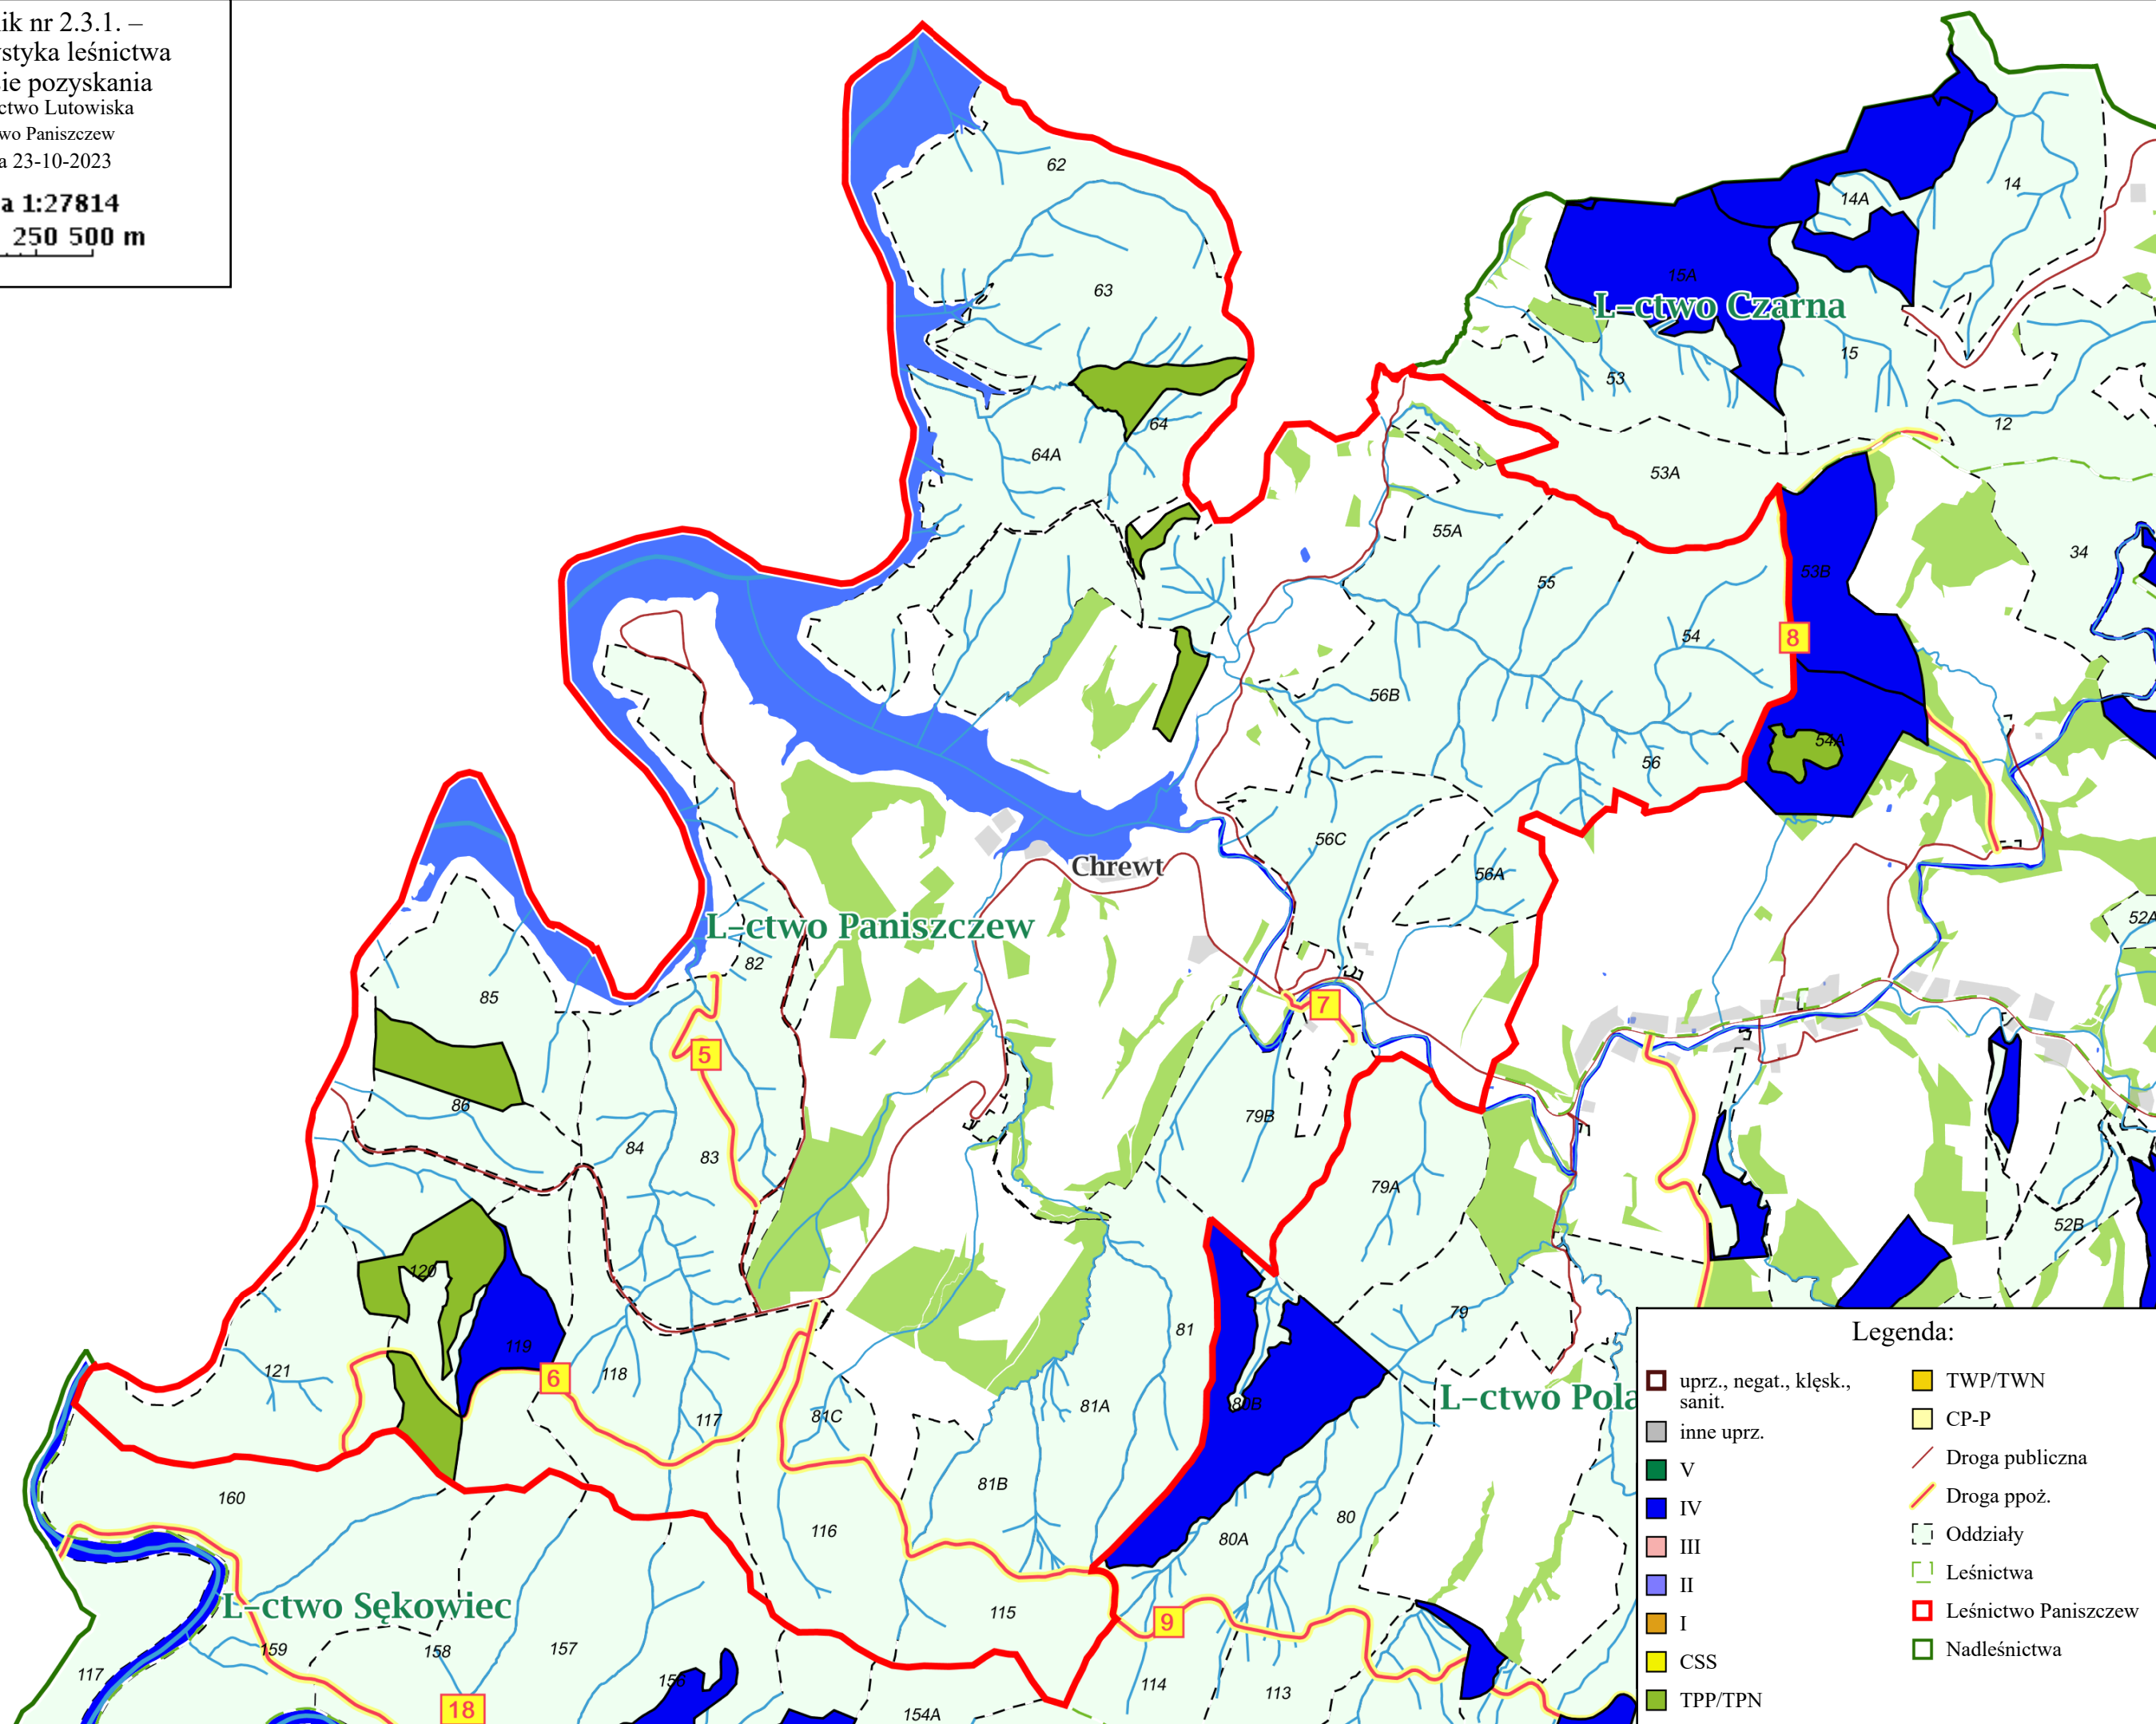 ik nr 2.3.1. –
ystyka leśnictwa
ie pozyskania
ctwo Lutowiska
wo Paniszczew
a 23-10-2023
a 1:27814
250 500 m
62
14
14A
63
15A
L-ctwo Czarna
15
53
64
12
64A
53A
55A
34
53B
55
54
8
56B
54A
56
56C
Chrewt
56A
52A
L-ctwo Paniszczew
82
85
7
5
86
79B
84
83
79A
52B
120
79
81
119
121
6
118
L-ctwo Pola
80B
81A
81C
117
81B
160
80
116
80A
L-ctwo Sękowiec
115
9
159
158
157
117
156
114
113
18
154A
Legenda:
uprz., negat., klęsk.,
sanit.
inne uprz.
V
IV
III
II
I
CSS
TPP/TPN
TWP/TWN
CP-P
Droga publiczna
Droga ppoż.
Oddziały
Leśnictwa
Leśnictwo Paniszczew
Nadleśnictwa